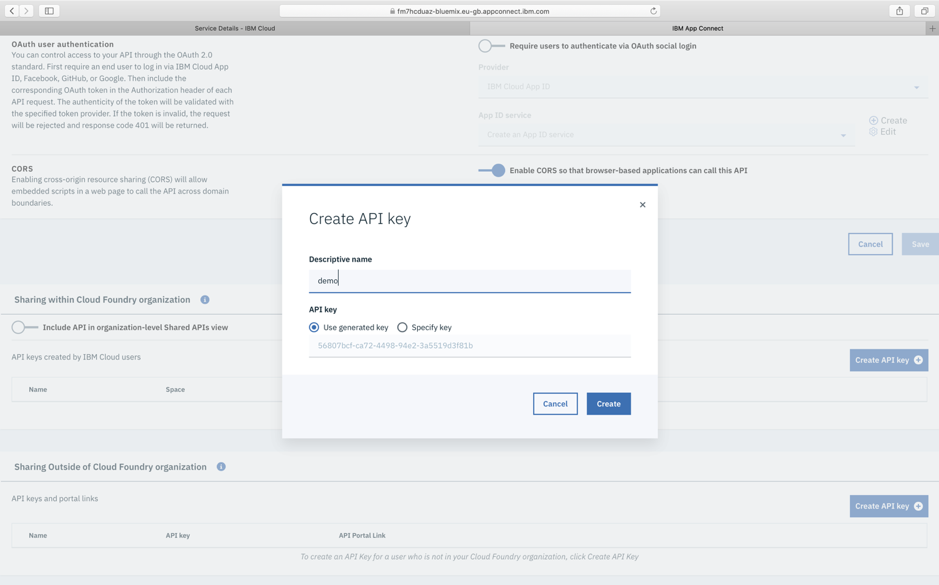 fm7hcduaz-bluemix.eu-gb.appconnect.ibm.com
Service Details - IBM Cloud
IBM App Connect
OAuth user authentication
You can control access to your API through the OAuth 2.0
standard. First require an end user to log in via IBM Cloud App
ID, Facebook, GitHub, or Google. Then include the
corresponding OAuth token in the Authorization header of each
API request. The authenticity of the token will be validated with
the specified token provider. If the token is invalid, the request
will be rejected and response code 401 will be returned.
Require users to authenticate via OAuth social login
Provider
IBM Cloud App ID
App ID service
Create an App ID service
Create
Edit
CORS
Enabling cross-origin resource sharing (CORS) will allow
embedded scripts in a web page to call the API across domain
boundaries.
Enable CORS so that browser-based applications can call this API
Cancel
Save
Create API key
Descriptive name
demo
API key
Use generated key
Specify key
56807bcf-ca72-4498-94e2-3a5519d3f81b
Cancel
Create
Sharing within Cloud Foundry organization
Include API in organization-level Shared APIs view
API keys created by IBM Cloud users
Create API key
Name
Space
Sharing Outside of Cloud Foundry organization
API keys and portal links
Create API key
Name
API key
API Portal Link
To create an API Key for a user who is not in your Cloud Foundry organization, click Create API Key